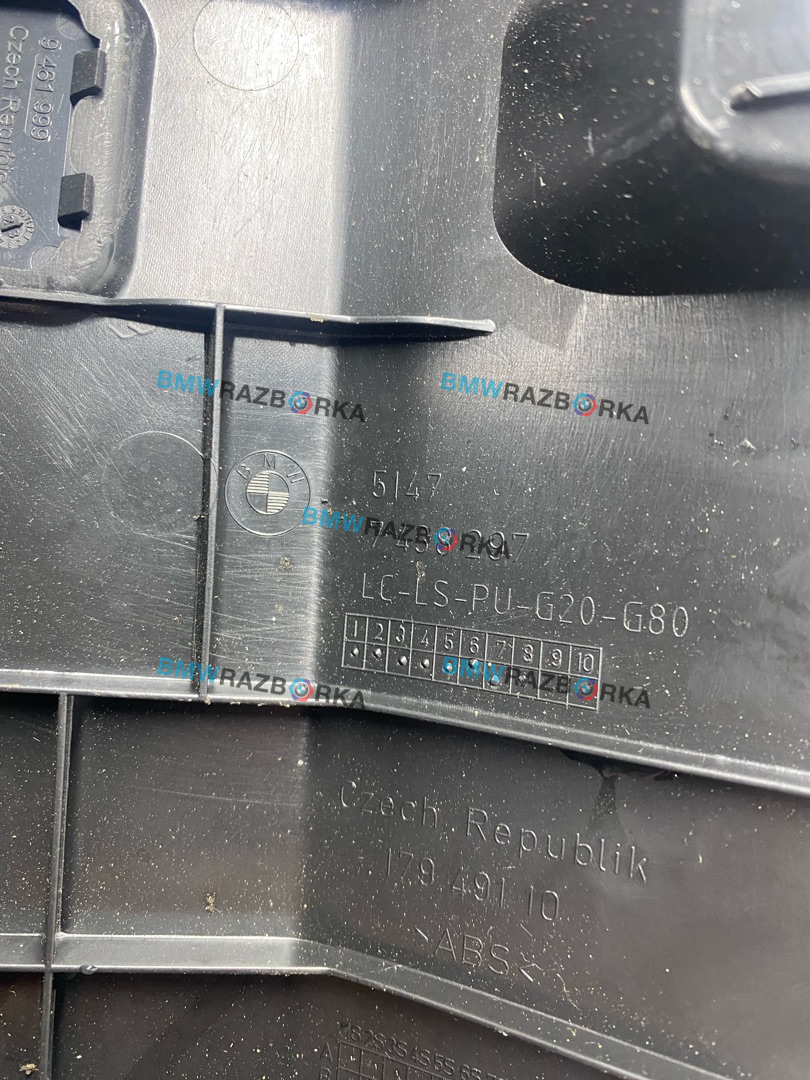 9 461 999
Czech Republic
BMWRAZBORKA
BMWRAZBORKA
BMW
5147
BMWRAZBORKA
LC-LS-PU-G20-G80
1 2 3 4 5 6 7 8 9 10
BMWRAZBORKA
BMWRAZBORKA
Czech Republik
179 491 10
>ABS<